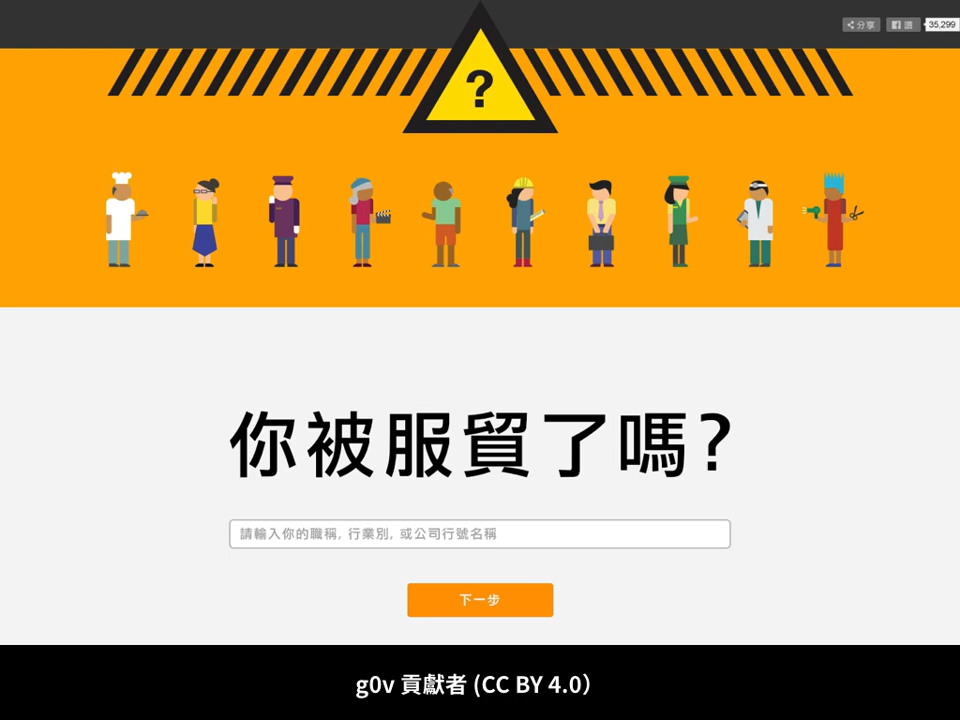 分享
讚
35,299
?
你被服貿了嗎?
請輸入你的職稱, 行業別, 或公司行號名稱
下一步
g0v 貢獻者 (CC BY 4.0）